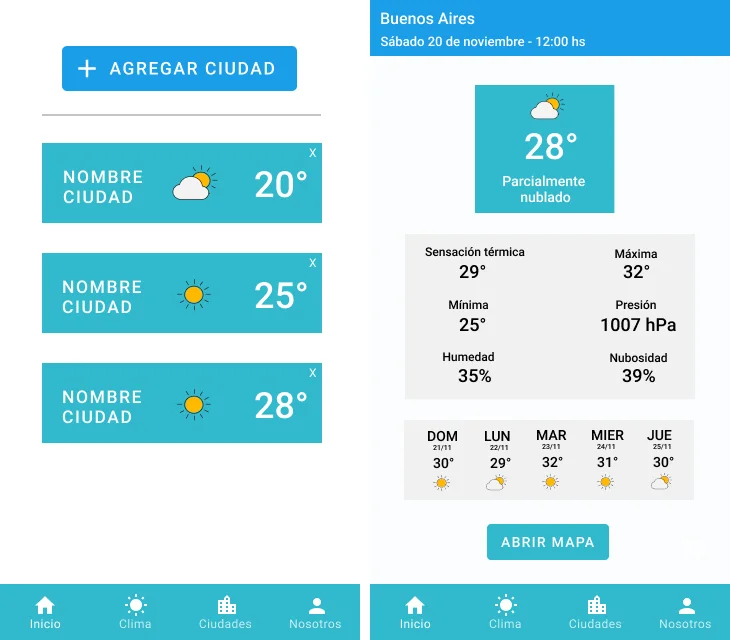 + AGREGAR CIUDAD
X
NOMBRE
CIUDAD
20°
X
NOMBRE
CIUDAD
25°
X
NOMBRE
CIUDAD
28°
Inicio Clima Ciudades Nosotros
Buenos Aires
Sábado 20 de noviembre - 12:00 hs
28°
Parcialmente
nublado
Sensación térmica Máxima
29° 32°
Mínima Presión
25° 1007 hPa
Humedad Nubosidad
35% 39%
DOM LUN MAR MIER JUE
21/11 22/11 23/11 24/11 25/11
30° 29° 32° 31° 30°
ABRIR MAPA
Inicio Clima Ciudades Nosotros